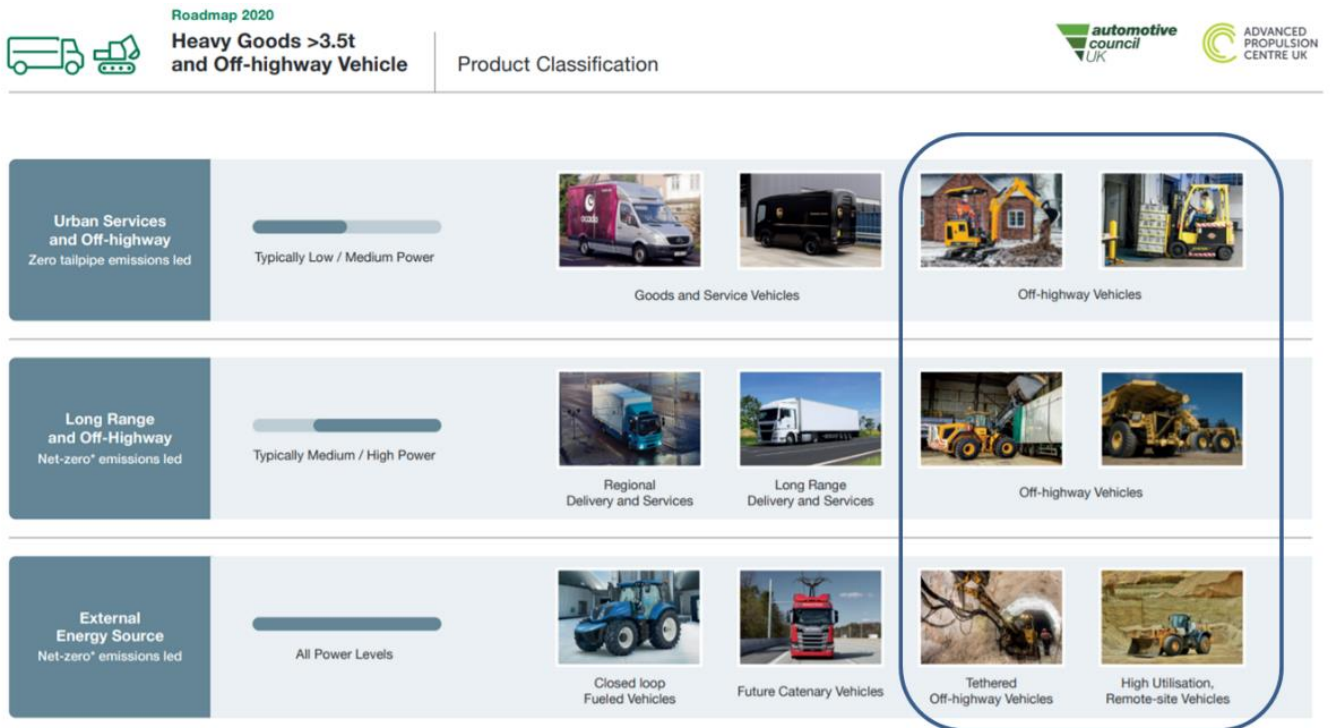 Roadmap 2020
Heavy Goods >3.5t
and Off-highway Vehicle
Product Classification
automotive
council
UK
ADVANCED
PROPULSION
CENTRE UK
Urban Services
and Off-highway
Zero tailpipe emissions led
Typically Low / Medium Power
ocado
Goods and Service Vehicles
Off-highway Vehicles
Long Range
and Off-Highway
Net-zero* emissions led
Typically Medium / High Power
Regional
Delivery and Services
Long Range
Delivery and Services
Off-highway Vehicles
External
Energy Source
Net-zero* emissions led
All Power Levels
Closed loop
Fueled Vehicles
Future Catenary Vehicles
Tethered
Off-highway Vehicles
High Utilisation,
Remote-site Vehicles